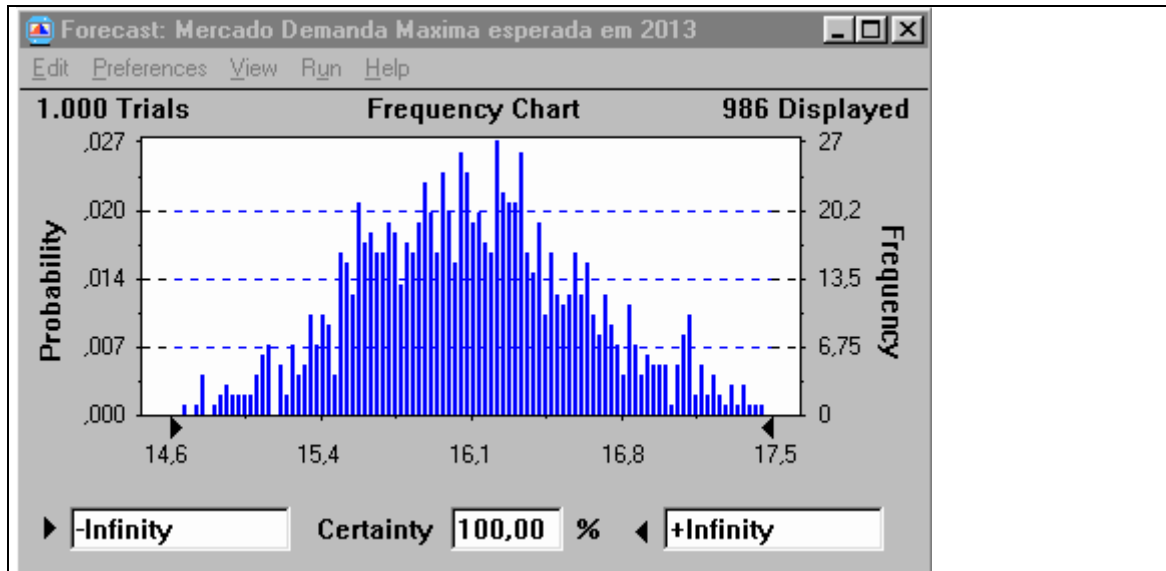 Forecast: Mercado Demanda Maxima esperada em 2013
Edit Preferences View Run Help
1.000 Trials Frequency Chart 986 Displayed
,027 27
,020 20,2
,014 13,5
,007 6,75
,000 0
Probability
Frequency
14,6 15,4 16,1 16,8 17,5
-Infinity Certainty 100,00 % +Infinity